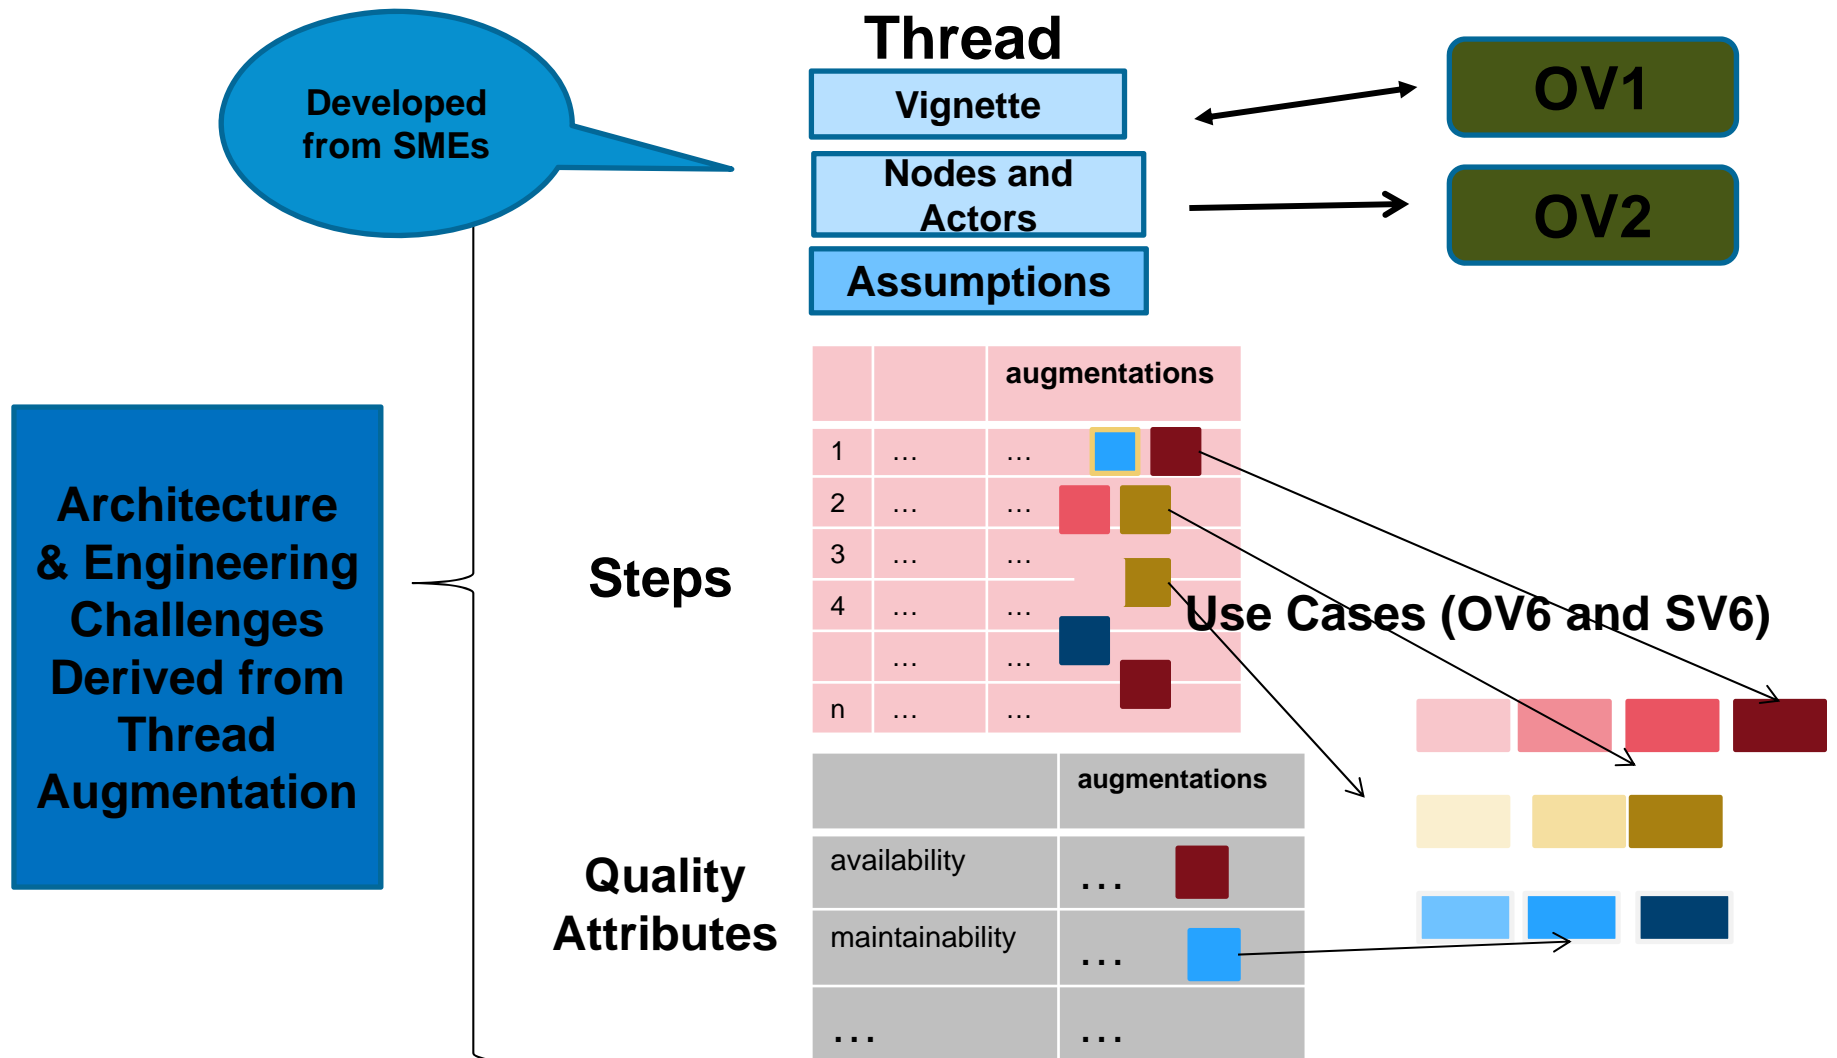 Thread
Developed
from SMEs
Vignette
OV1
Nodes and
Actors
OV2
Assumptions
augmentations
1 … …
2 … …
3 … …
4 … …
… …
n … …
Steps
Use Cases (OV6 and SV6)
Architecture
& Engineering
Challenges
Derived from
Thread
Augmentation
augmentations
Quality
Attributes
availability …
maintainability …
… …